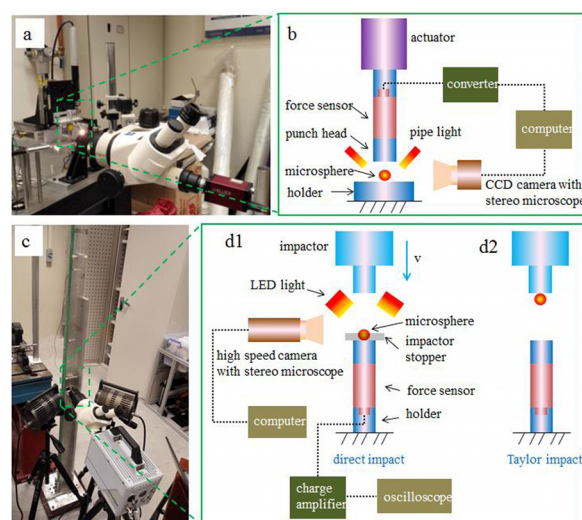 a
b
actuator
converter
force sensor
punch head
pipe light
computer
microsphere
holder
CCD camera with
stereo microscope
c
d1
d2
impactor
v
LED light
microsphere
impactor
stopper
high speed camera
with stereo microscope
force sensor
computer
holder
direct impact
Taylor impact
charge
amplifier
oscilloscope